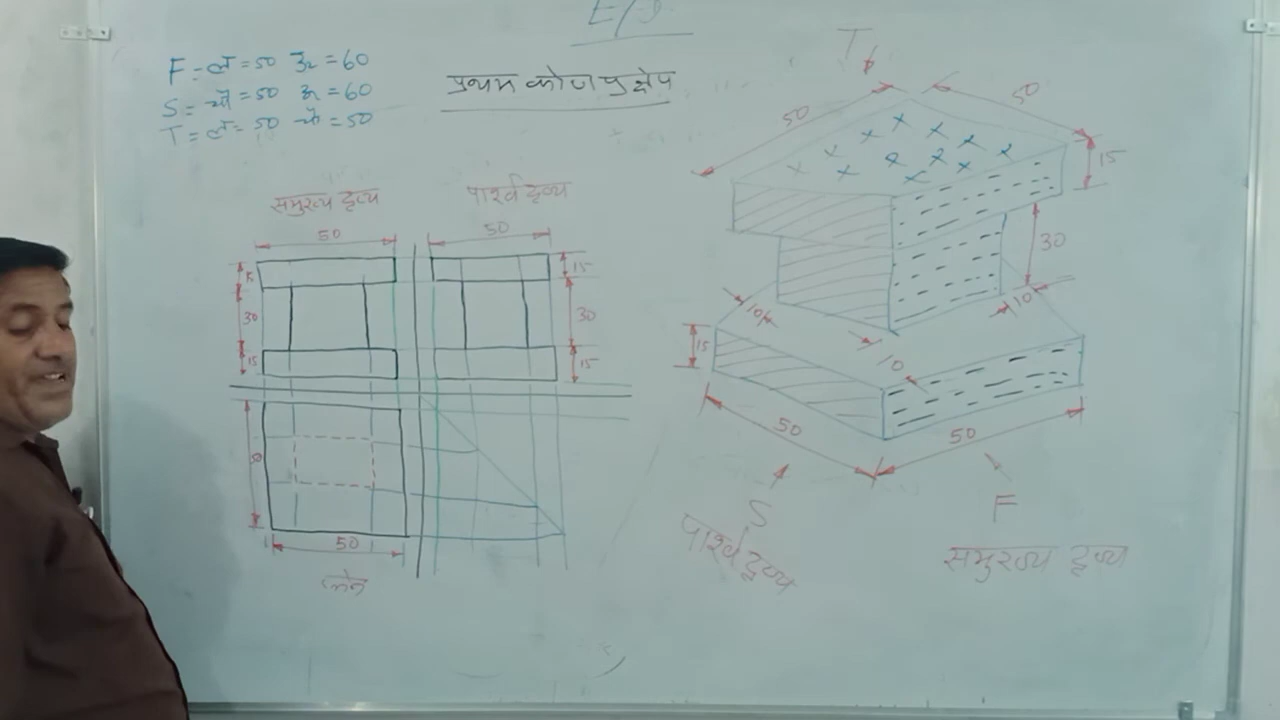 E/D
F = लं = 50 ऊं = 60
S = चौ = 50 ऊं = 60
T = लं = 50 चौ = 50
प्रथम कोण प्रक्षेप
समुख्य दृव्य
पार्श्व दृव्य
50
50
15
15
30
30
15
15
50
प्लेन
T
50
50
15
30
10
10
10
15
50
50
S
F
पार्श्व दृव्य
समुख्य दृव्य